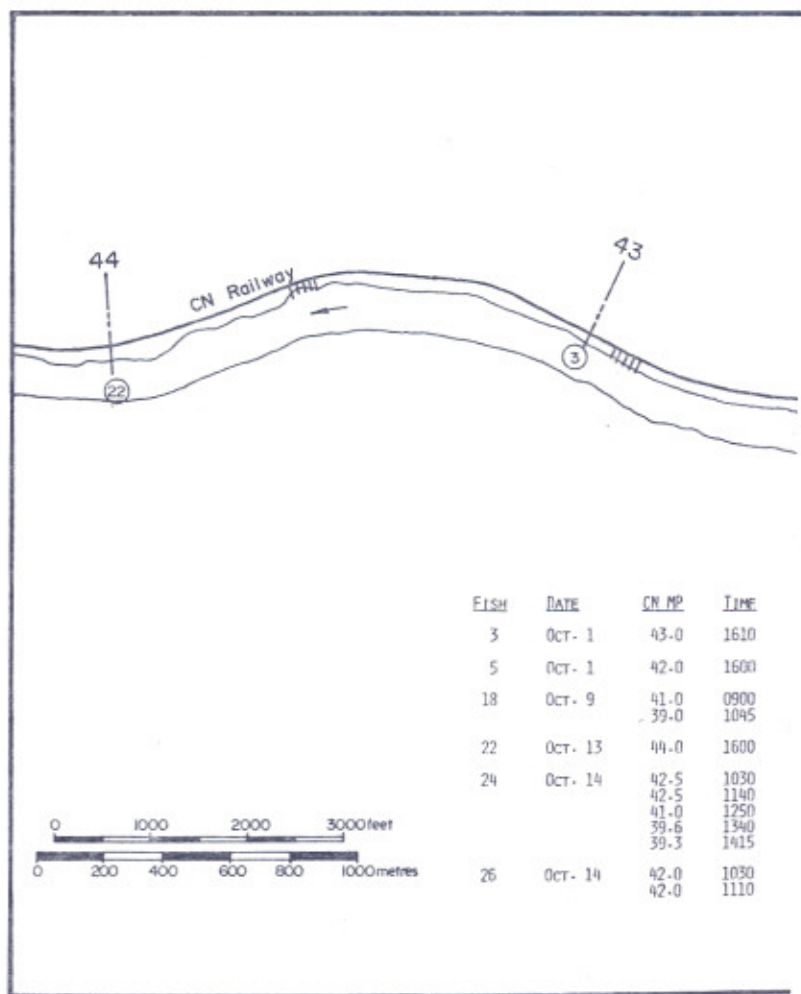 43
44
CN Railway
3
22
FISH DATE CN MP TIME
3 OCT. 1 43.0 1610
5 OCT. 1 42.0 1600
18 OCT. 9 41.0 0900
39.0 1045
22 OCT. 13 44.0 1600
24 OCT. 14 42.5 1030
42.5 1140
41.0 1250
39.6 1340
39.3 1415
26 OCT. 14 42.0 1030
42.0 1110
0 1000 2000 3000 feet
0 200 400 600 800 1000 metres